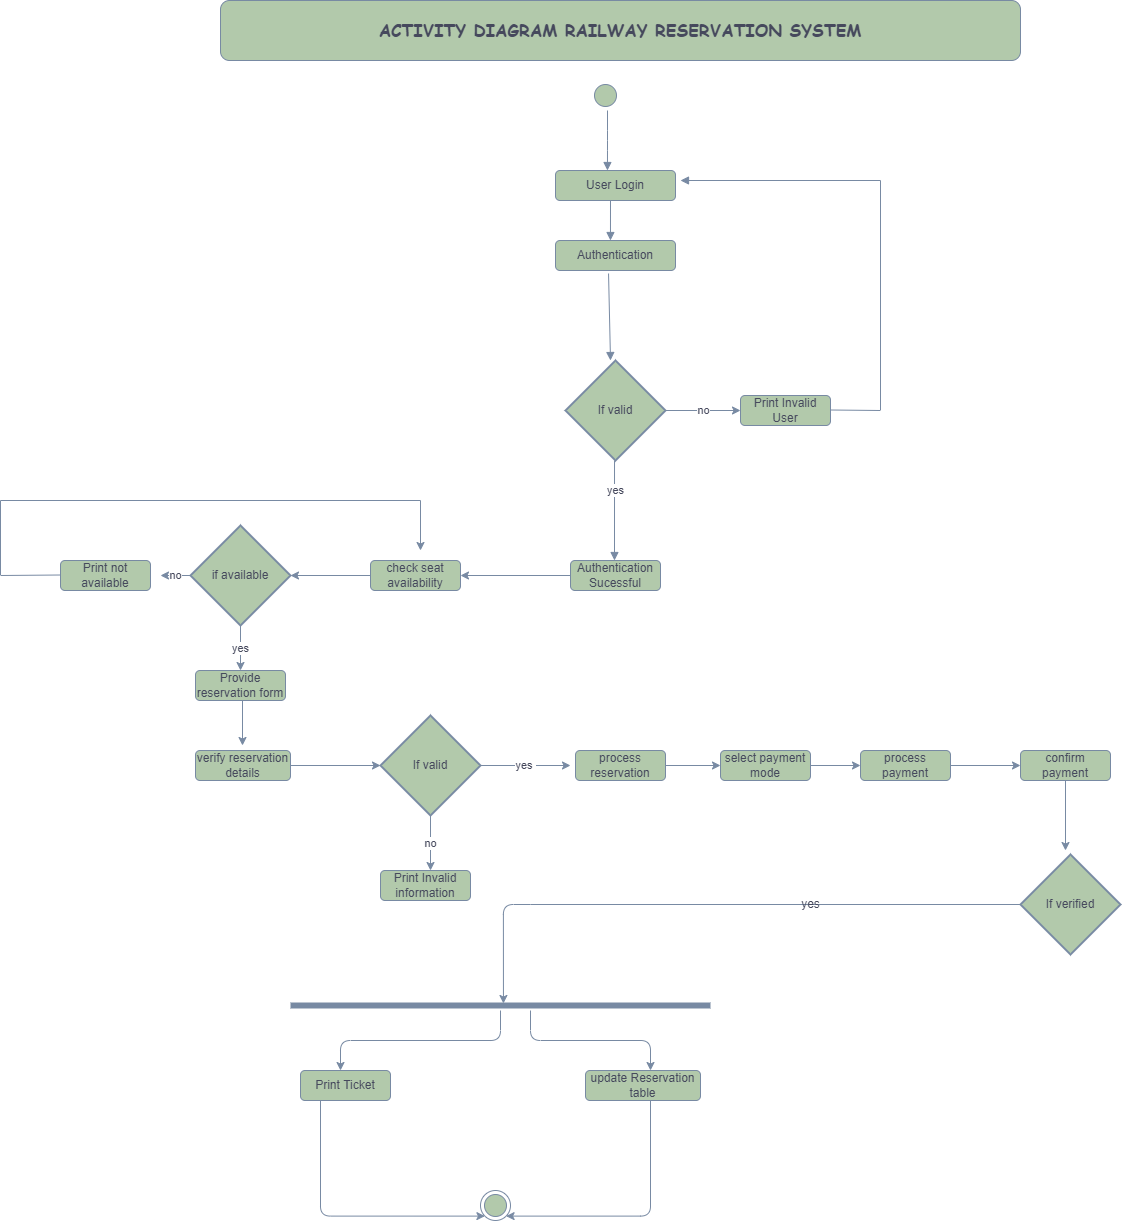 ACTIVITY DIAGRAM RAILWAY RESERVATION SYSTEM
User Login
Authentication
If valid
no
Print Invalid
User
yes
Print not
available
no
if available
check seat
availability
Authentication
Sucessful
yes
Provide
reservation form
verify reservation
details
If valid
yes
process
reservation
select payment
mode
process
payment
confirm
payment
no
Print Invalid
information
yes
If verified
Print Ticket
update Reservation
table